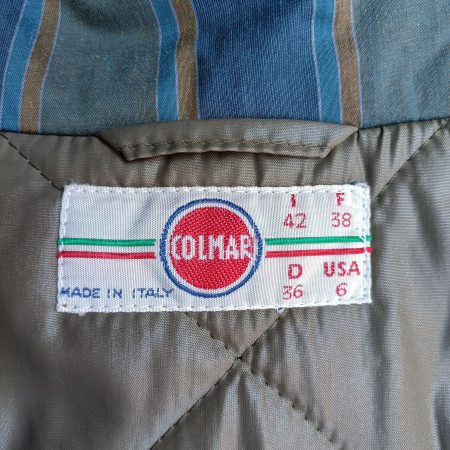 COLMAR
I F
42 38
D USA
36 6
MADE IN ITALY